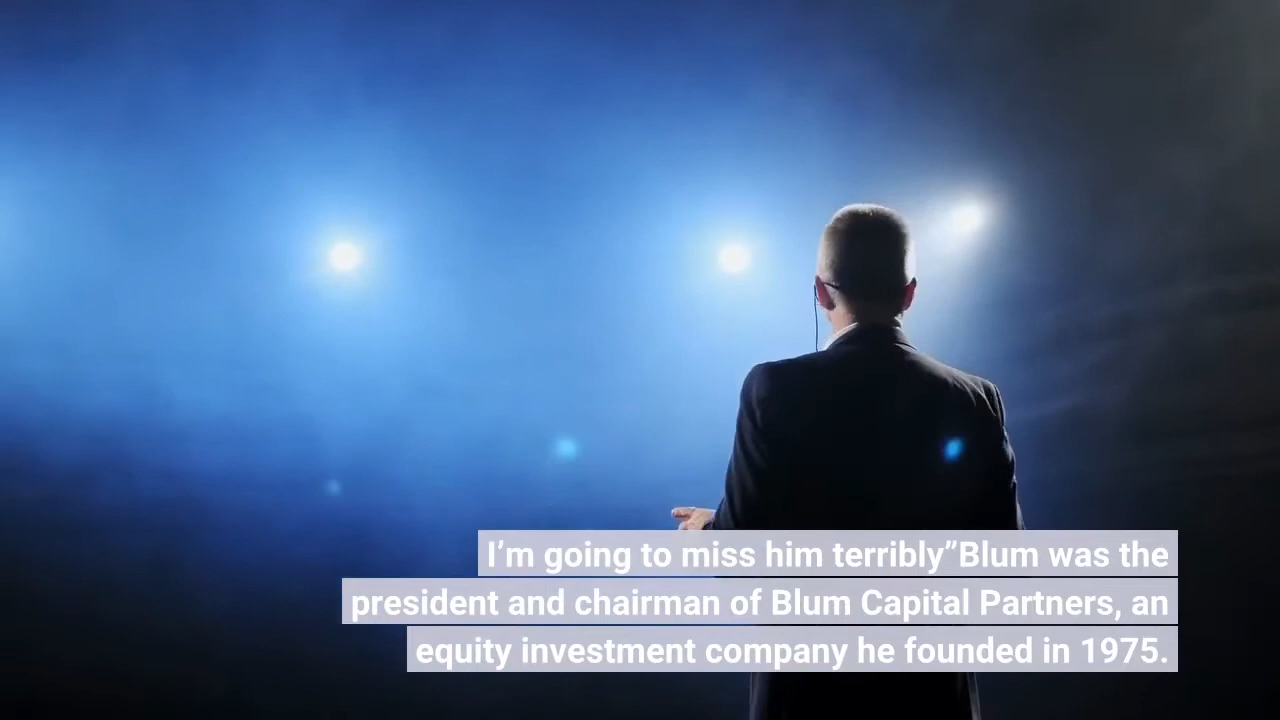 I’m going to miss him terribly”Blum was the
president and chairman of Blum Capital Partners, an
equity investment company he founded in 1975.